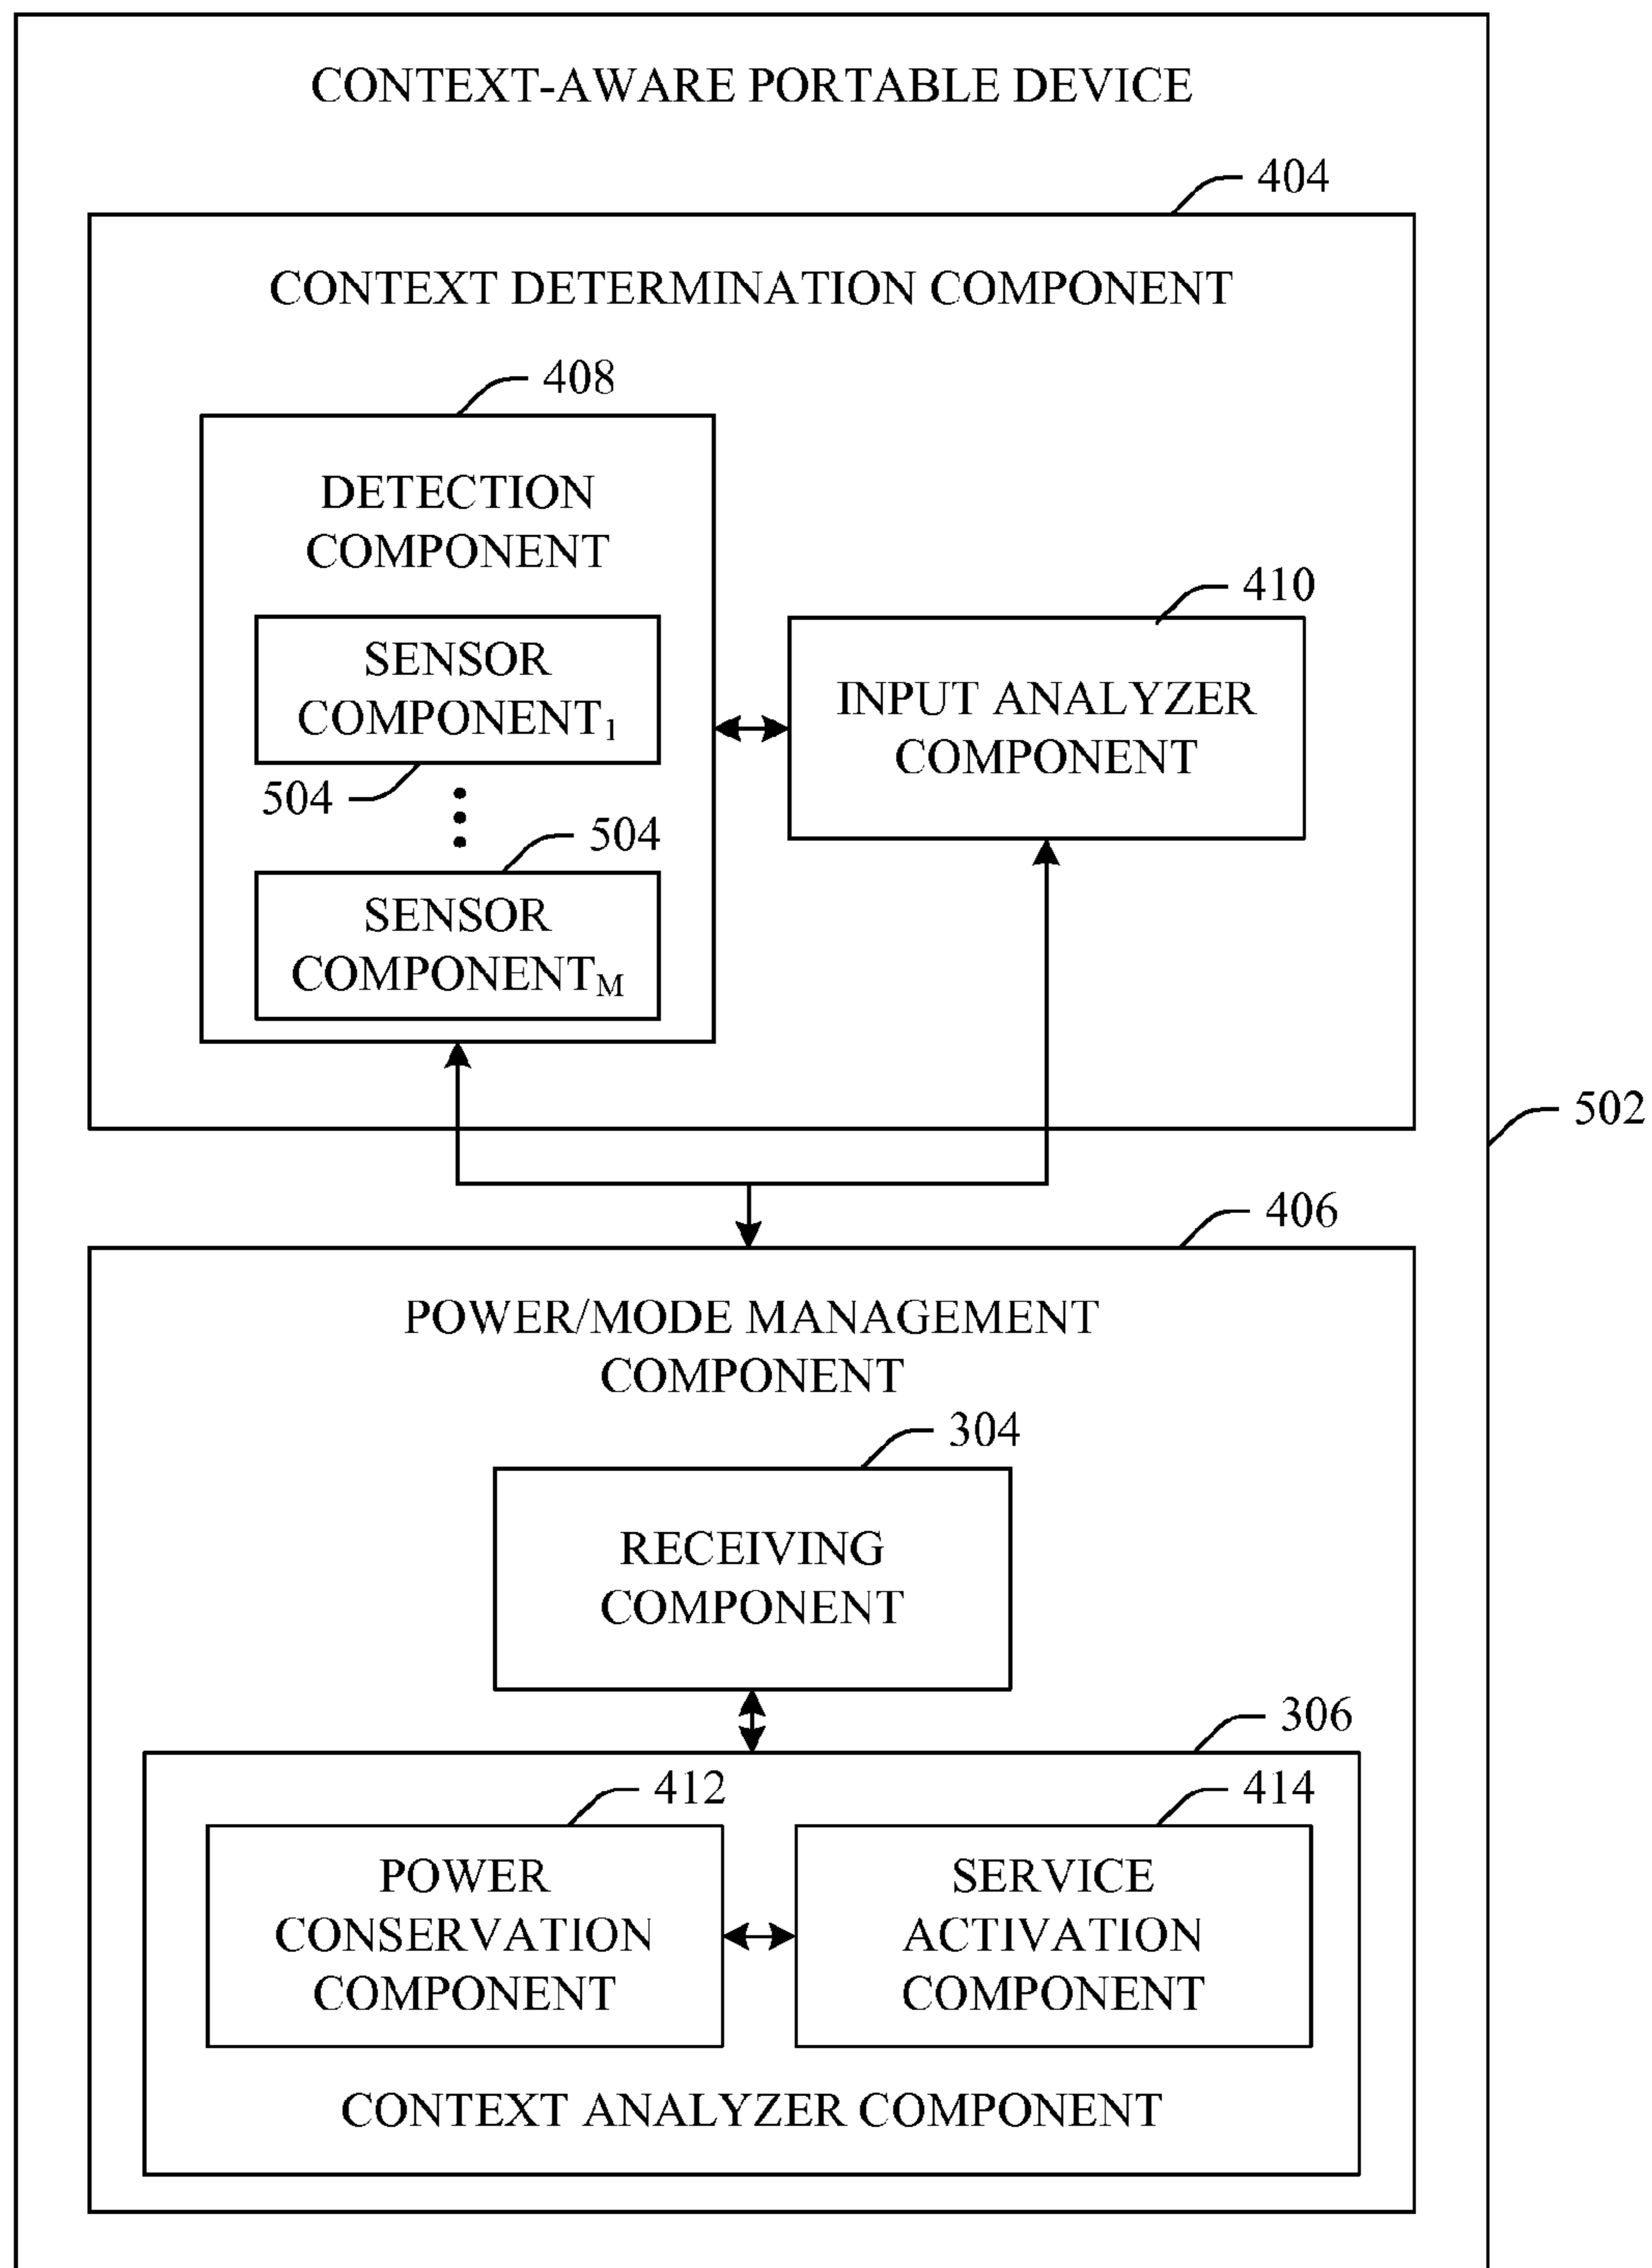 CONTEXT-AWARE PORTABLE DEVICE
404
CONTEXT DETERMINATION COMPONENT
408
DETECTION
COMPONENT
410
SENSOR
COMPONENT₁
INPUT ANALYZER
COMPONENT
504
504
SENSOR
COMPONENT_M
502
406
POWER/MODE MANAGEMENT
COMPONENT
304
RECEIVING
COMPONENT
306
412
414
POWER
CONSERVATION
COMPONENT
SERVICE
ACTIVATION
COMPONENT
CONTEXT ANALYZER COMPONENT